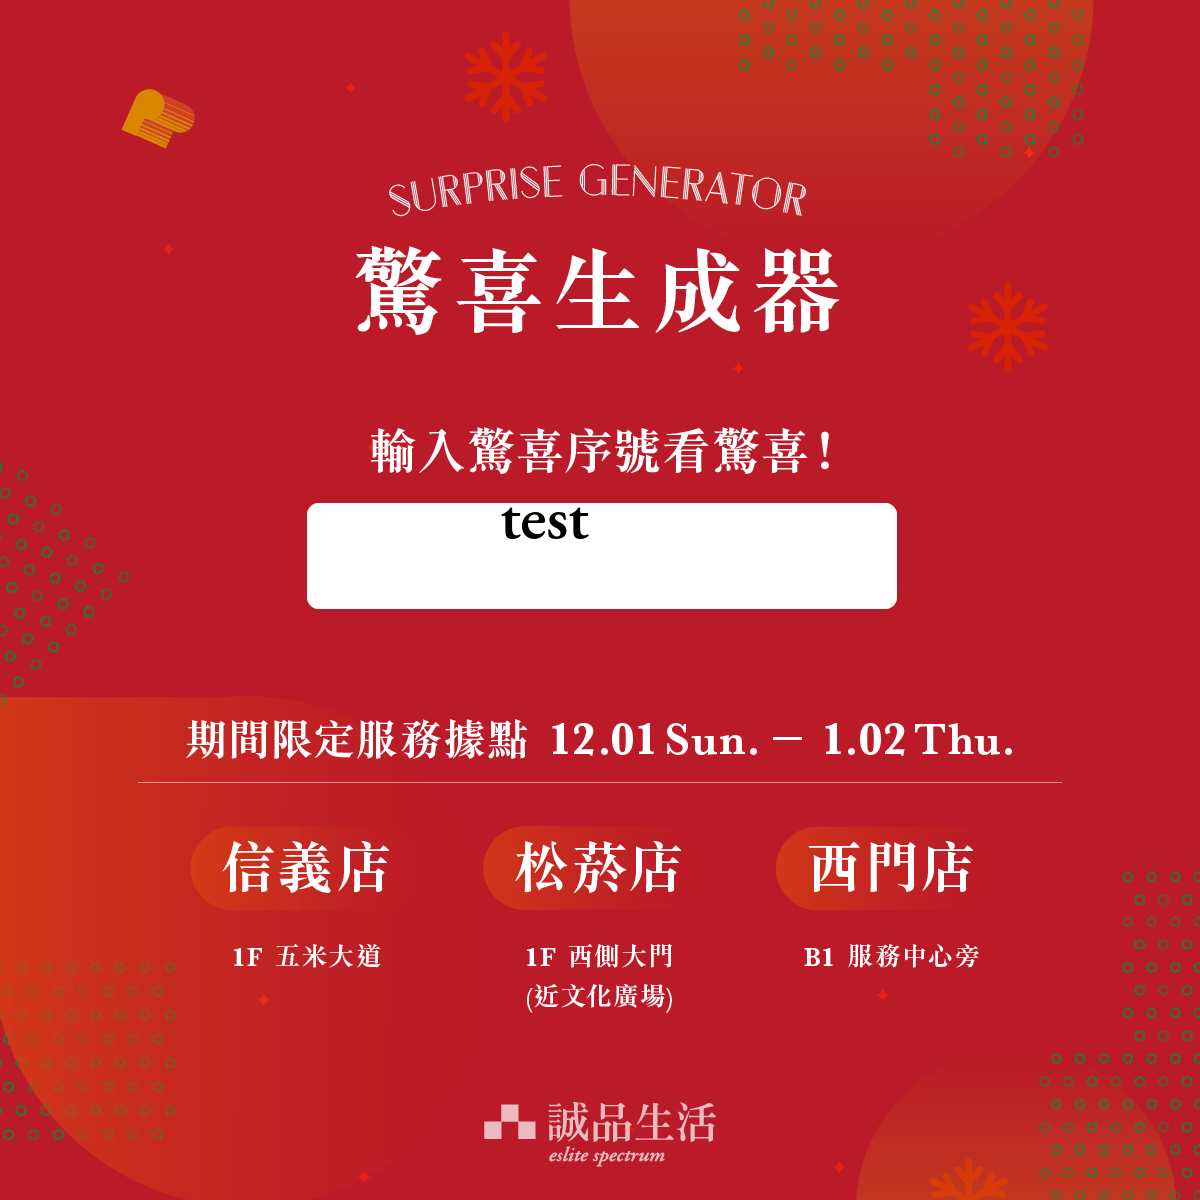 SURPRISE GENERATOR
驚喜生成器
輸入驚喜序號看驚喜！
test
期間限定服務據點 12.01 Sun. － 1.02 Thu.
信義店
1F 五米大道
松菸店
1F 西側大門
(近文化廣場)
西門店
B1 服務中心旁
誠品生活
eslite spectrum